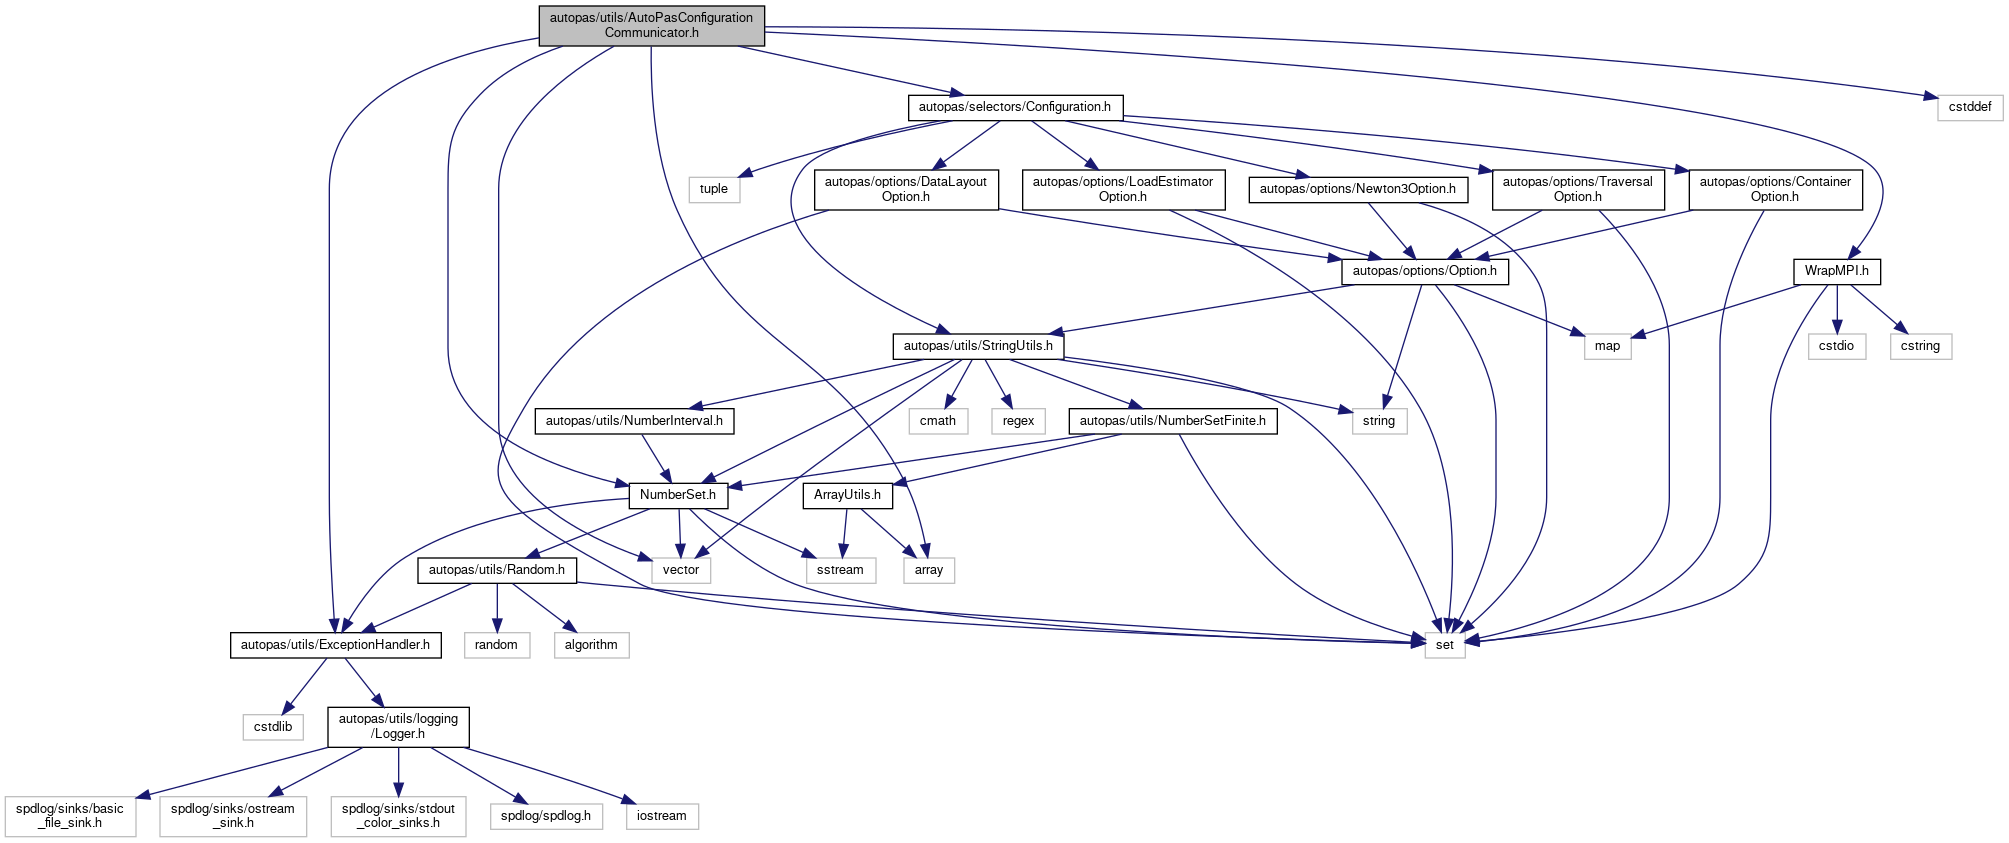 autopas/utils/AutoPasConfiguration
Communicator.h
autopas/selectors/Configuration.h
cstddef
tuple
autopas/options/DataLayout
Option.h
autopas/options/LoadEstimator
Option.h
autopas/options/Newton3Option.h
autopas/options/Traversal
Option.h
autopas/options/Container
Option.h
autopas/options/Option.h
WrapMPI.h
autopas/utils/StringUtils.h
map
cstdio
cstring
autopas/utils/NumberInterval.h
cmath
regex
autopas/utils/NumberSetFinite.h
string
NumberSet.h
ArrayUtils.h
autopas/utils/Random.h
vector
sstream
array
autopas/utils/ExceptionHandler.h
random
algorithm
set
cstdlib
autopas/utils/logging
/Logger.h
spdlog/sinks/basic
_file_sink.h
spdlog/sinks/ostream
_sink.h
spdlog/sinks/stdout
_color_sinks.h
spdlog/spdlog.h
iostream